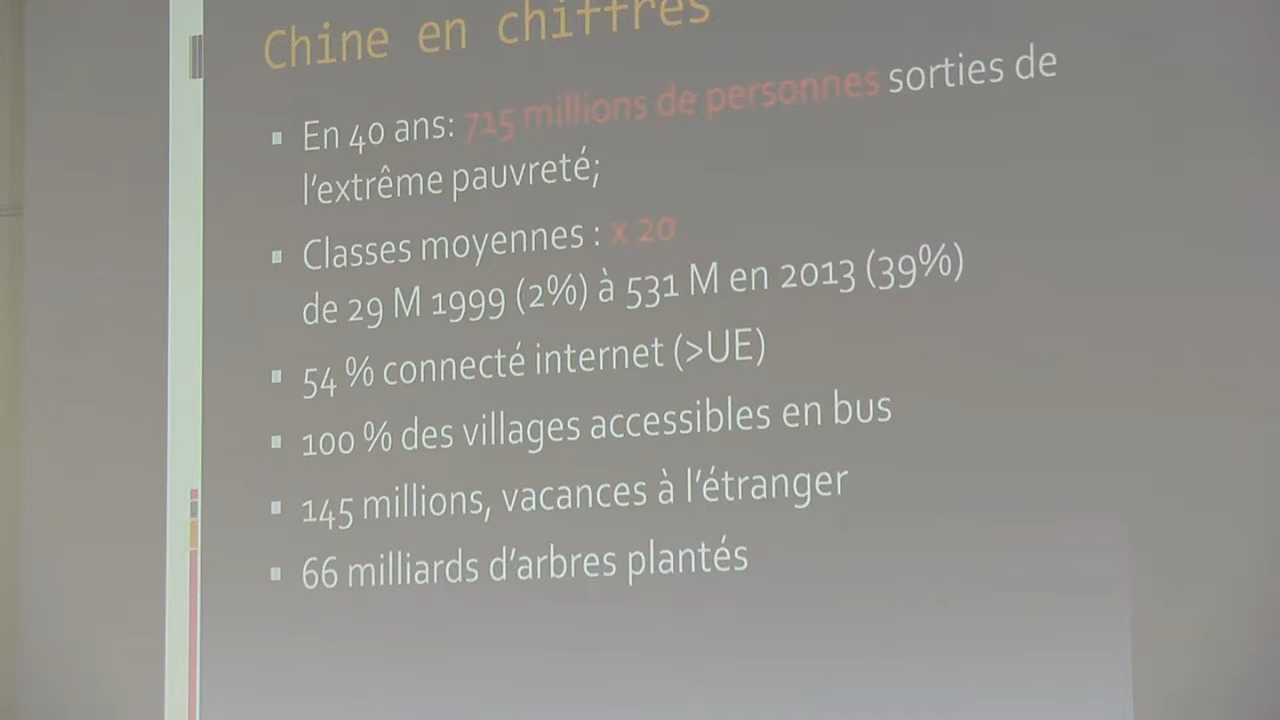 Chine en chiffres
▪ En 40 ans: 715 millions de personnes sorties de
l'extrême pauvreté;
▪ Classes moyennes : x 20
de 29 M 1999 (2%) à 531 M en 2013 (39%)
▪ 54 % connecté internet (>UE)
▪ 100 % des villages accessibles en bus
▪ 145 millions, vacances à l'étranger
▪ 66 milliards d'arbres plantés